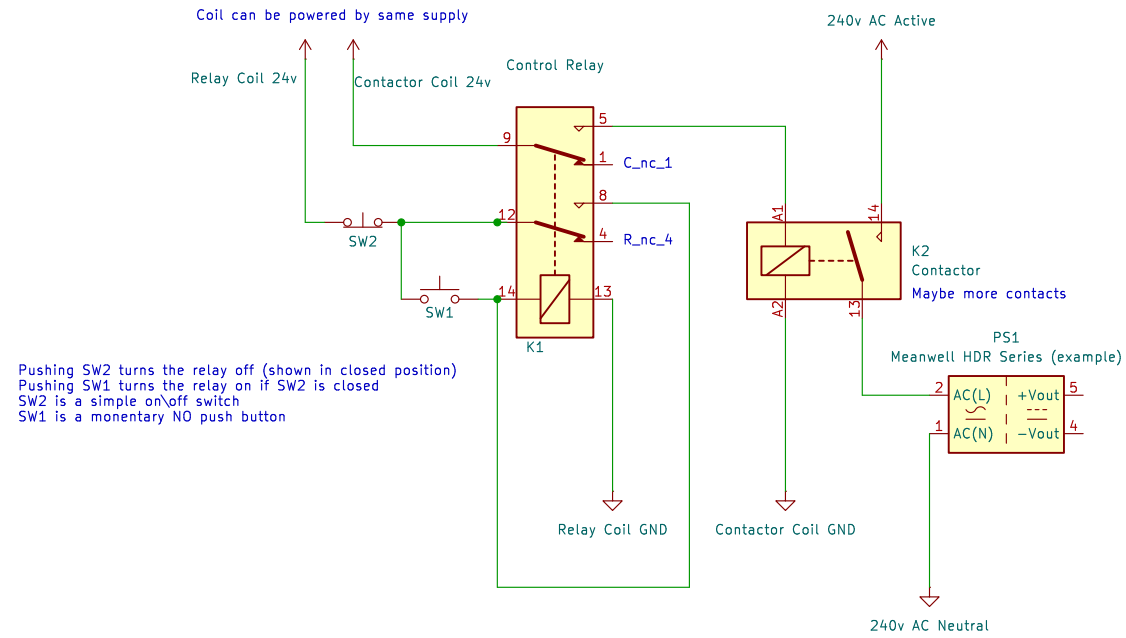 Coil can be powered by same supply
240v AC Active
Relay Coil 24v
Contactor Coil 24v
Control Relay
9
5
1
C_nc_1
12
8
4
R_nc_4
SW2
14
13
SW1
K1
A1
14
K2
Contactor
Maybe more contacts
A2
13
PS1
Meanwell HDR Series (example)
2
AC(L)
+Vout
5
1
AC(N)
-Vout
4
Pushing SW2 turns the relay off (shown in closed position)
Pushing SW1 turns the relay on if SW2 is closed
SW2 is a simple on\off switch
SW1 is a monentary NO push button
Relay Coil GND
Contactor Coil GND
240v AC Neutral